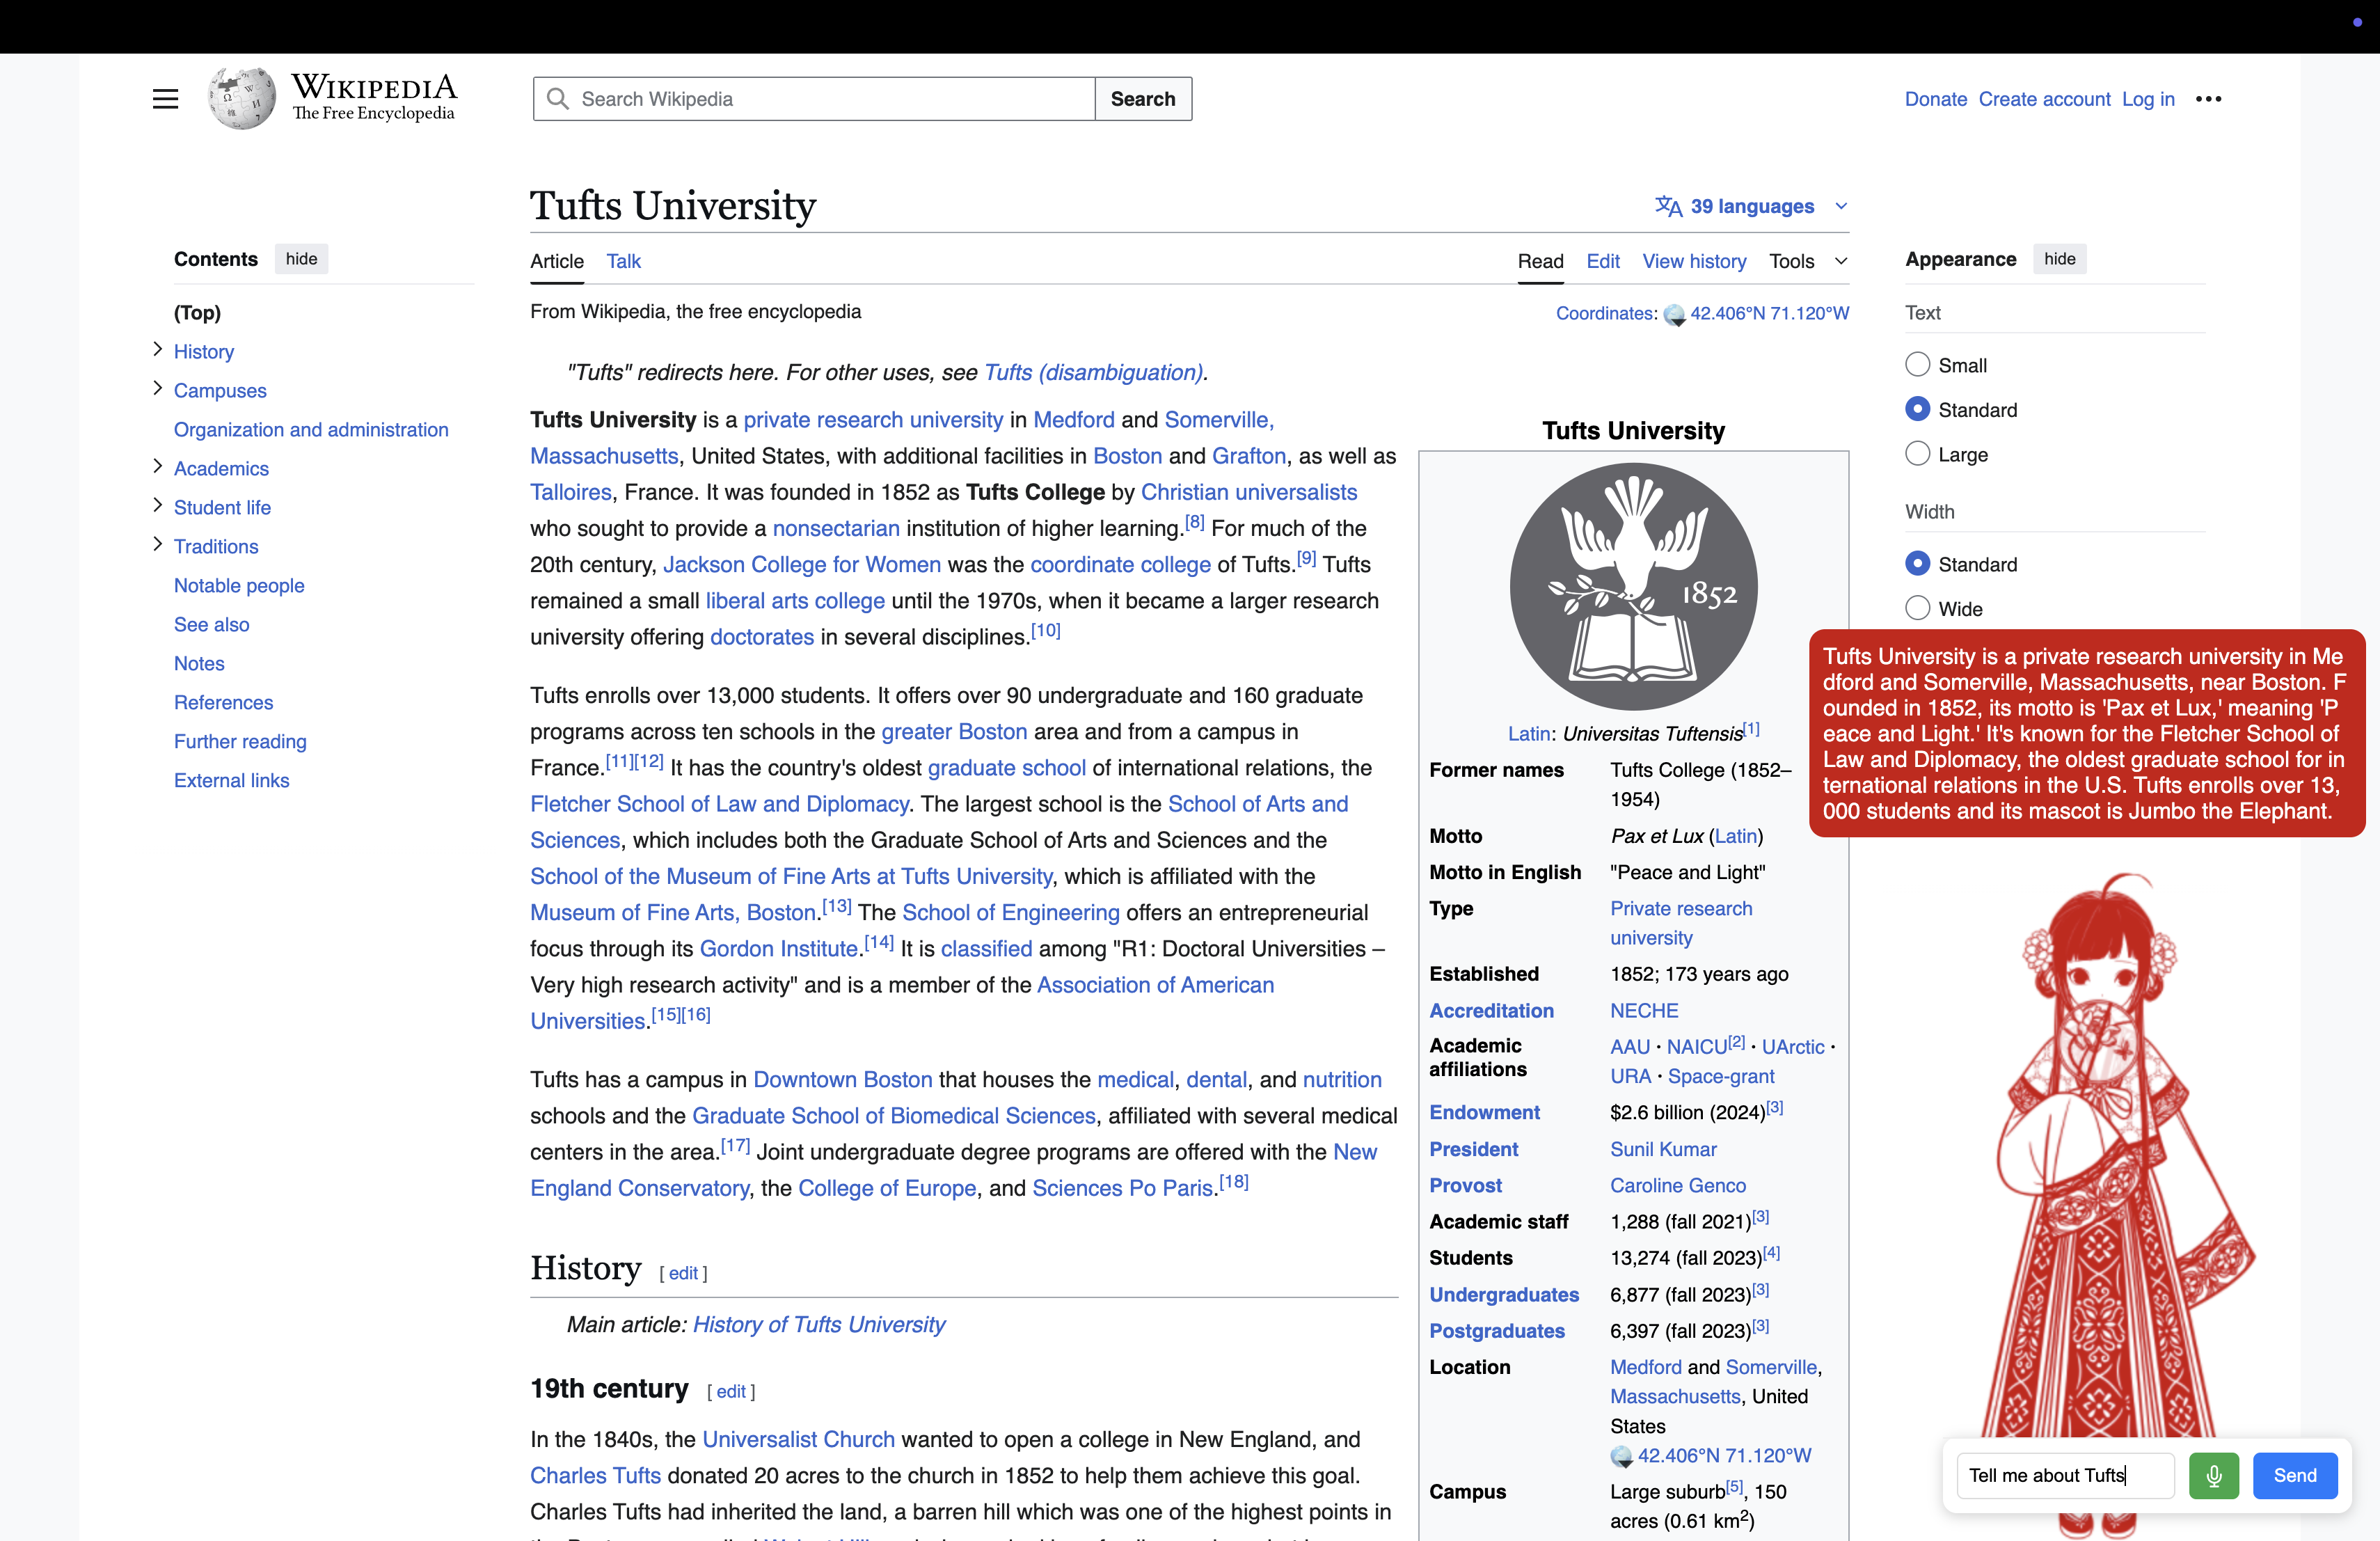 WIKIPEDIA
The Free Encyclopedia
Search Wikipedia
Search
Donate Create account Log in
Contents hide
(Top)
History
Campuses
Organization and administration
Academics
Student life
Traditions
Notable people
See also
Notes
References
Further reading
External links
Tufts University
39 languages
Article Talk
Read Edit View history Tools
From Wikipedia, the free encyclopedia
Coordinates: 42.406°N 71.120°W
"Tufts" redirects here. For other uses, see Tufts (disambiguation).
Tufts University is a private research university in Medford and Somerville,
Massachusetts, United States, with additional facilities in Boston and Grafton, as well as
Talloires, France. It was founded in 1852 as Tufts College by Christian universalists
who sought to provide a nonsectarian institution of higher learning.[8] For much of the
20th century, Jackson College for Women was the coordinate college of Tufts.[9] Tufts
remained a small liberal arts college until the 1970s, when it became a larger research
university offering doctorates in several disciplines.[10]
Tufts enrolls over 13,000 students. It offers over 90 undergraduate and 160 graduate
programs across ten schools in the greater Boston area and from a campus in
France.[11][12] It has the country's oldest graduate school of international relations, the
Fletcher School of Law and Diplomacy. The largest school is the School of Arts and
Sciences, which includes both the Graduate School of Arts and Sciences and the
School of the Museum of Fine Arts at Tufts University, which is affiliated with the
Museum of Fine Arts, Boston.[13] The School of Engineering offers an entrepreneurial
focus through its Gordon Institute.[14] It is classified among "R1: Doctoral Universities –
Very high research activity" and is a member of the Association of American
Universities.[15][16]
Tufts has a campus in Downtown Boston that houses the medical, dental, and nutrition
schools and the Graduate School of Biomedical Sciences, affiliated with several medical
centers in the area.[17] Joint undergraduate degree programs are offered with the New
England Conservatory, the College of Europe, and Sciences Po Paris.[18]
History [ edit ]
Main article: History of Tufts University
19th century [ edit ]
In the 1840s, the Universalist Church wanted to open a college in New England, and
Charles Tufts donated 20 acres to the church in 1852 to help them achieve this goal.
Charles Tufts had inherited the land, a barren hill which was one of the highest points in
Tufts University
1852
Latin: Universitas Tuftensis[1]
Former names Tufts College (1852–
1954)
Motto Pax et Lux (Latin)
Motto in English "Peace and Light"
Type Private research
university
Established 1852; 173 years ago
Accreditation NECHE
Academic affiliations AAU · NAICU[2] · UArctic ·
URA · Space-grant
Endowment $2.6 billion (2024)[3]
President Sunil Kumar
Provost Caroline Genco
Academic staff 1,288 (fall 2021)[3]
Students 13,274 (fall 2023)[4]
Undergraduates 6,877 (fall 2023)[3]
Postgraduates 6,397 (fall 2023)[3]
Location Medford and Somerville,
Massachusetts, United
States
42.406°N 71.120°W
Campus Large suburb[5], 150
acres (0.61 km2)
Appearance hide
Text
Small
Standard
Large
Width
Standard
Wide
Tufts University is a private research university in Me
dford and Somerville, Massachusetts, near Boston. F
ounded in 1852, its motto is 'Pax et Lux,' meaning 'P
eace and Light.' It's known for the Fletcher School of
Law and Diplomacy, the oldest graduate school for in
ternational relations in the U.S. Tufts enrolls over 13,
000 students and its mascot is Jumbo the Elephant.
Tell me about Tufts
Send